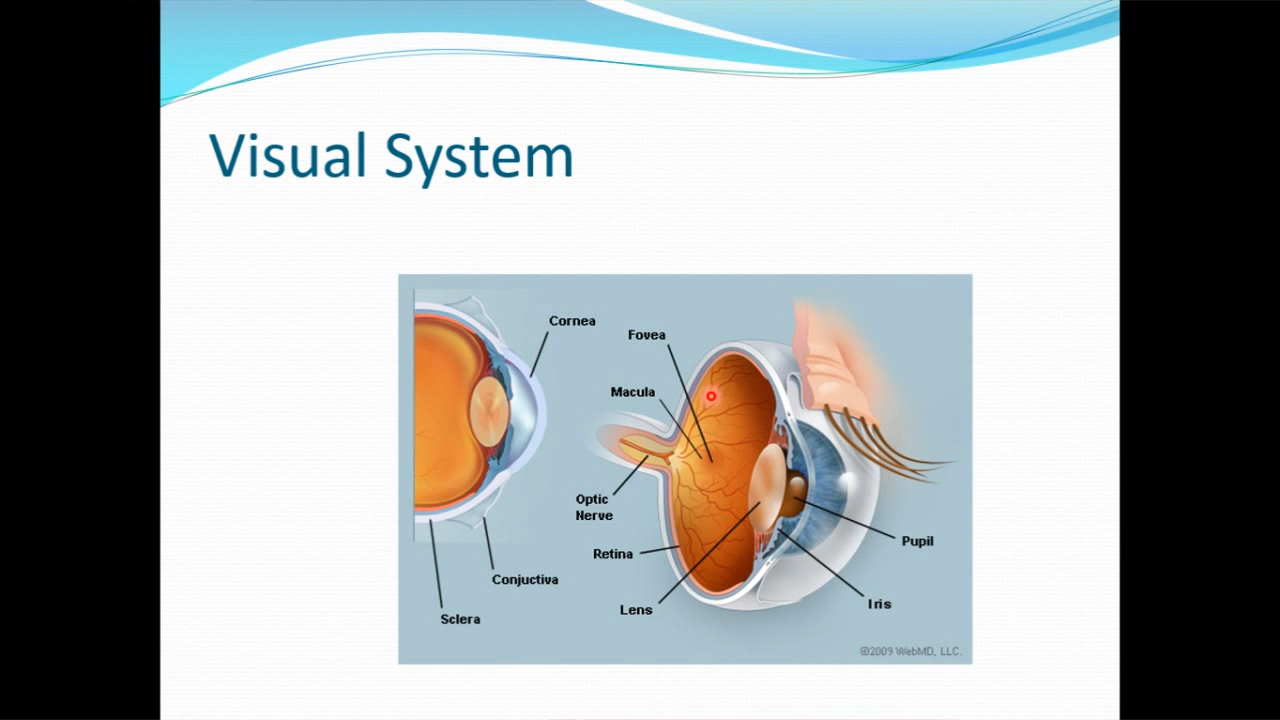 Visual System
Cornea
Fovea
Macula
Optic
Nerve
Retina
Pupil
Conjuctiva
Iris
Lens
Sclera
©2009 WebMD, LLC.